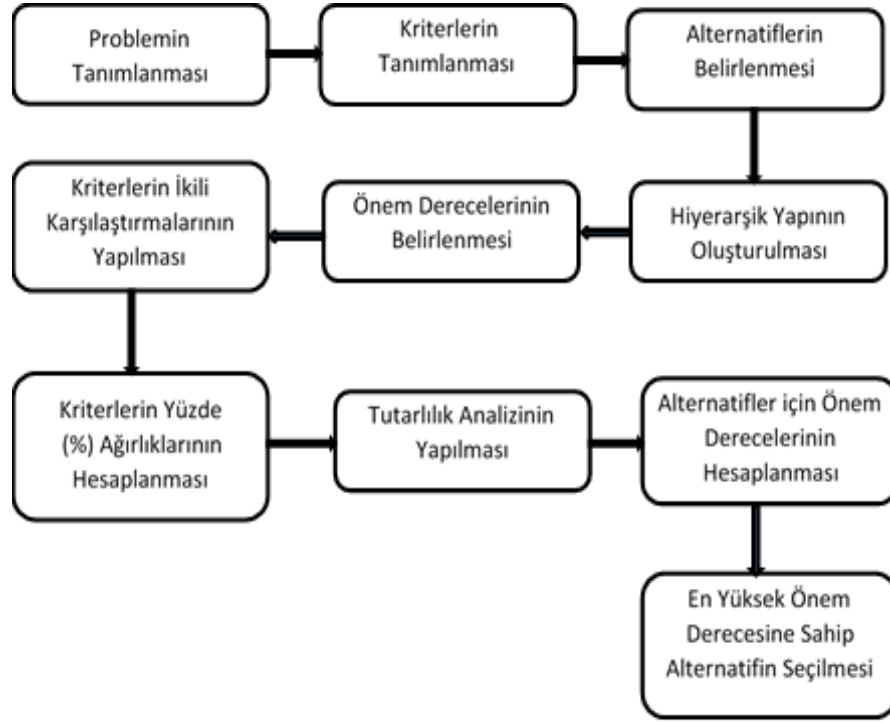 Problemin
Tanımlanması
Kriterlerin
Tanımlanması
Alternatiflerin
Belirlenmesi
Hiyerarşik Yapının
Oluşturulması
Önem Derecelerinin
Belirlenmesi
Kriterlerin İkili
Karşılaştırmalarının
Yapılması
Kriterlerin Yüzde
(%) Ağırlıklarının
Hesaplanması
Tutarlılık Analizinin
Yapılması
Alternatifler için Önem
Derecelerinin
Hesaplanması
En Yüksek Önem
Derecesine Sahip
Alternatifin Seçilmesi